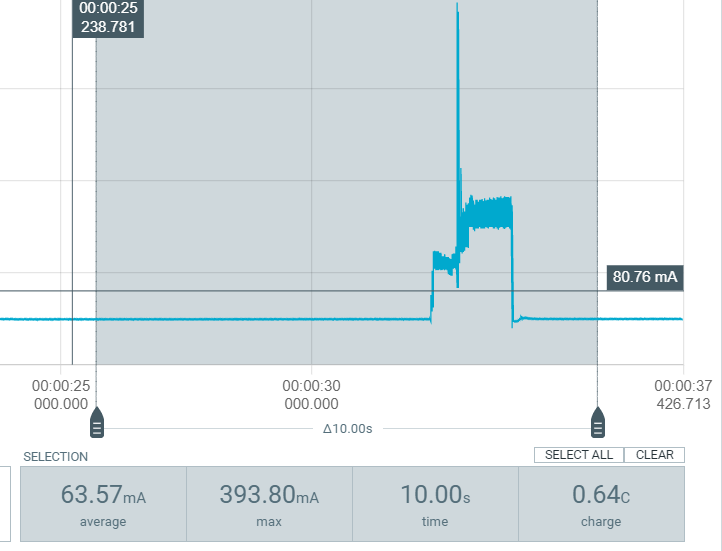 00:00:25
238.781
80.76 mA
00:00:25
000.000
00:00:30
000.000
00:00:37
426.713
Δ10.00s
SELECTION
SELECT ALL
CLEAR
63.57mA
average
393.80mA
max
10.00s
time
0.64C
charge